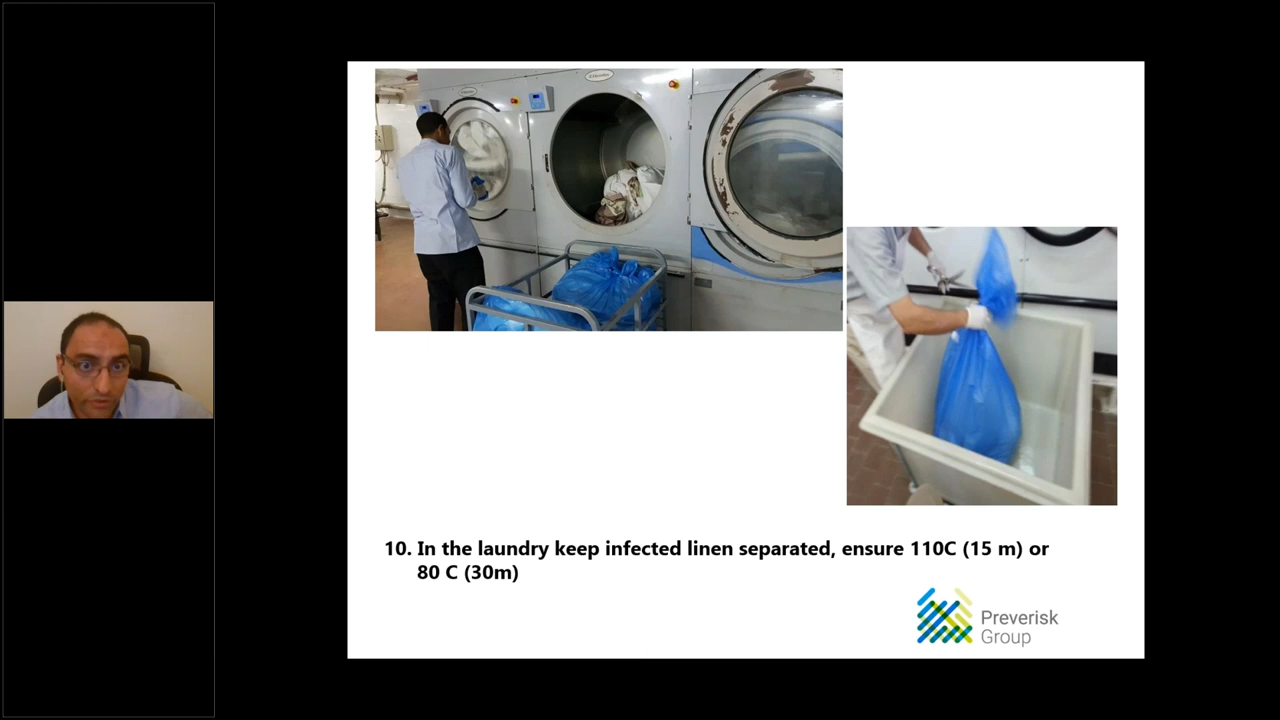 10. In the laundry keep infected linen separated, ensure 110C (15 m) or
80 C (30m)
Preverisk
Group